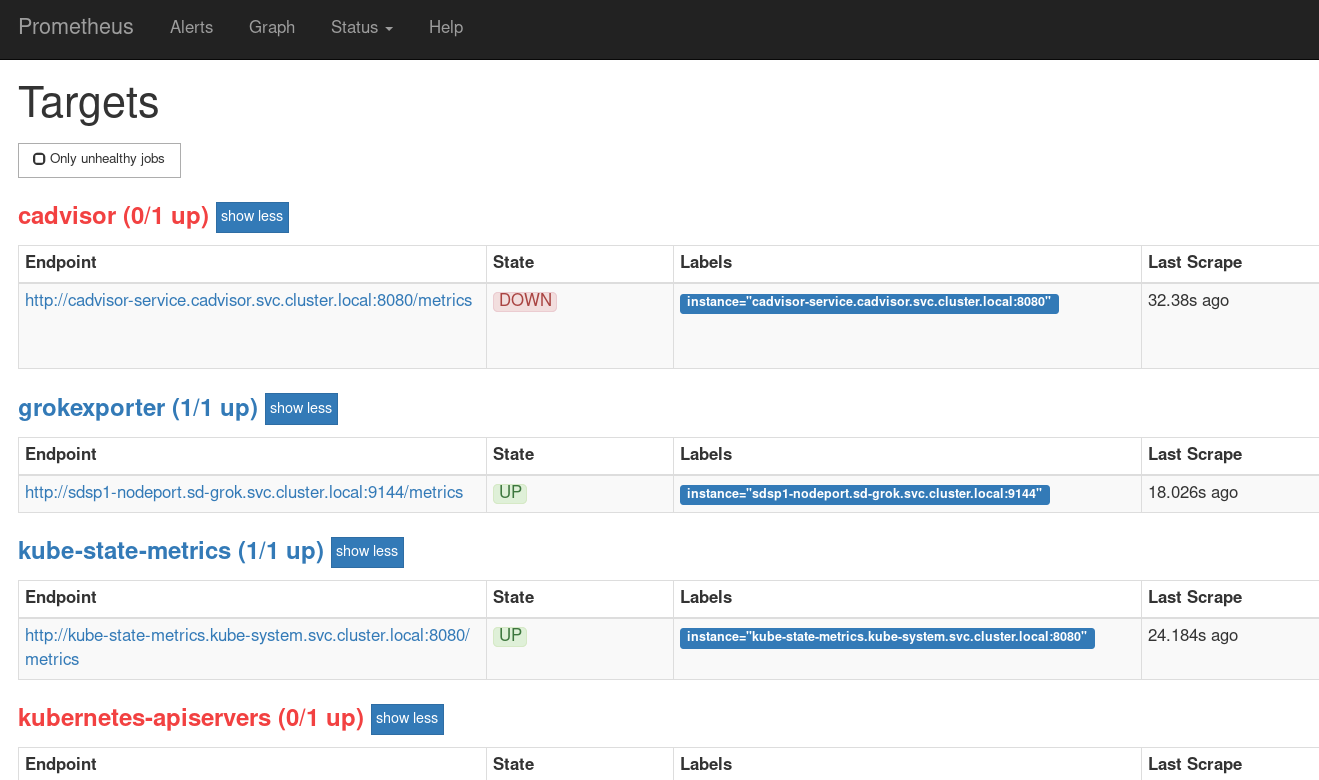 Prometheus Alerts Graph Status Help
Targets
Only unhealthy jobs
cadvisor (0/1 up) show less
Endpoint State Labels Last Scrape
http://cadvisor-service.cadvisor.svc.cluster.local:8080/metrics DOWN instance="cadvisor-service.cadvisor.svc.cluster.local:8080" 32.38s ago
grokexporter (1/1 up) show less
Endpoint State Labels Last Scrape
http://sdsp1-nodeport.sd-grok.svc.cluster.local:9144/metrics UP instance="sdsp1-nodeport.sd-grok.svc.cluster.local:9144" 18.026s ago
kube-state-metrics (1/1 up) show less
Endpoint State Labels Last Scrape
http://kube-state-metrics.kube-system.svc.cluster.local:8080/ UP instance="kube-state-metrics.kube-system.svc.cluster.local:8080" 24.184s ago
metrics
kubernetes-apiservers (0/1 up) show less
Endpoint State Labels Last Scrape